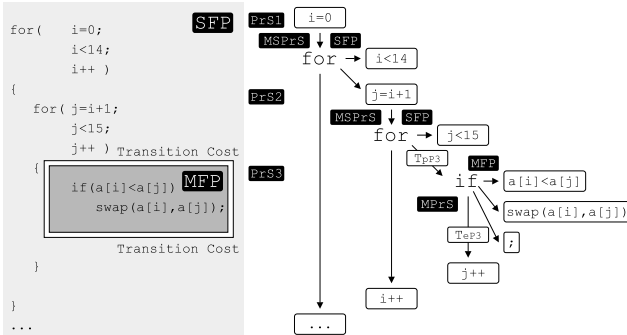 for( i=0; SFP
i<14;
i++ )
{
for( j=i+1;
j<15;
j++ ) Transition Cost
{
if(a[i]<a[j]) MFP
swap(a[i],a[j]);
Transition Cost
}
}
...
PrS1 i=0
MSPrS SFP
for i<14
PrS2 j=i+1
MSPrS SFP
for j<15
TpP3 MFP
PrS3 if a[i]<a[j]
MPrS swap(a[i],a[j])
TeP3 ;
j++
i++
...